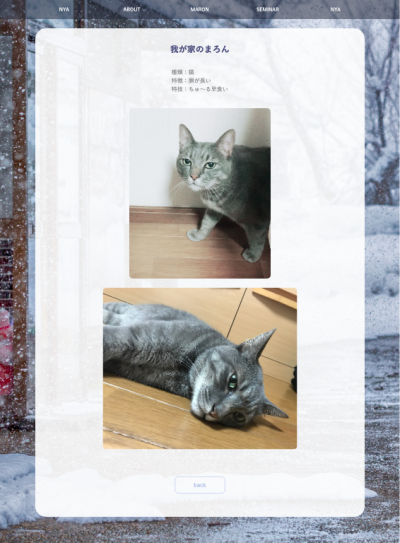 NYA
ABOUT
MARON
SEMINAR
NYA
我が家のまろん
種類：猫
特徴：胴が長い
特技：ちゅ〜る早食い
back